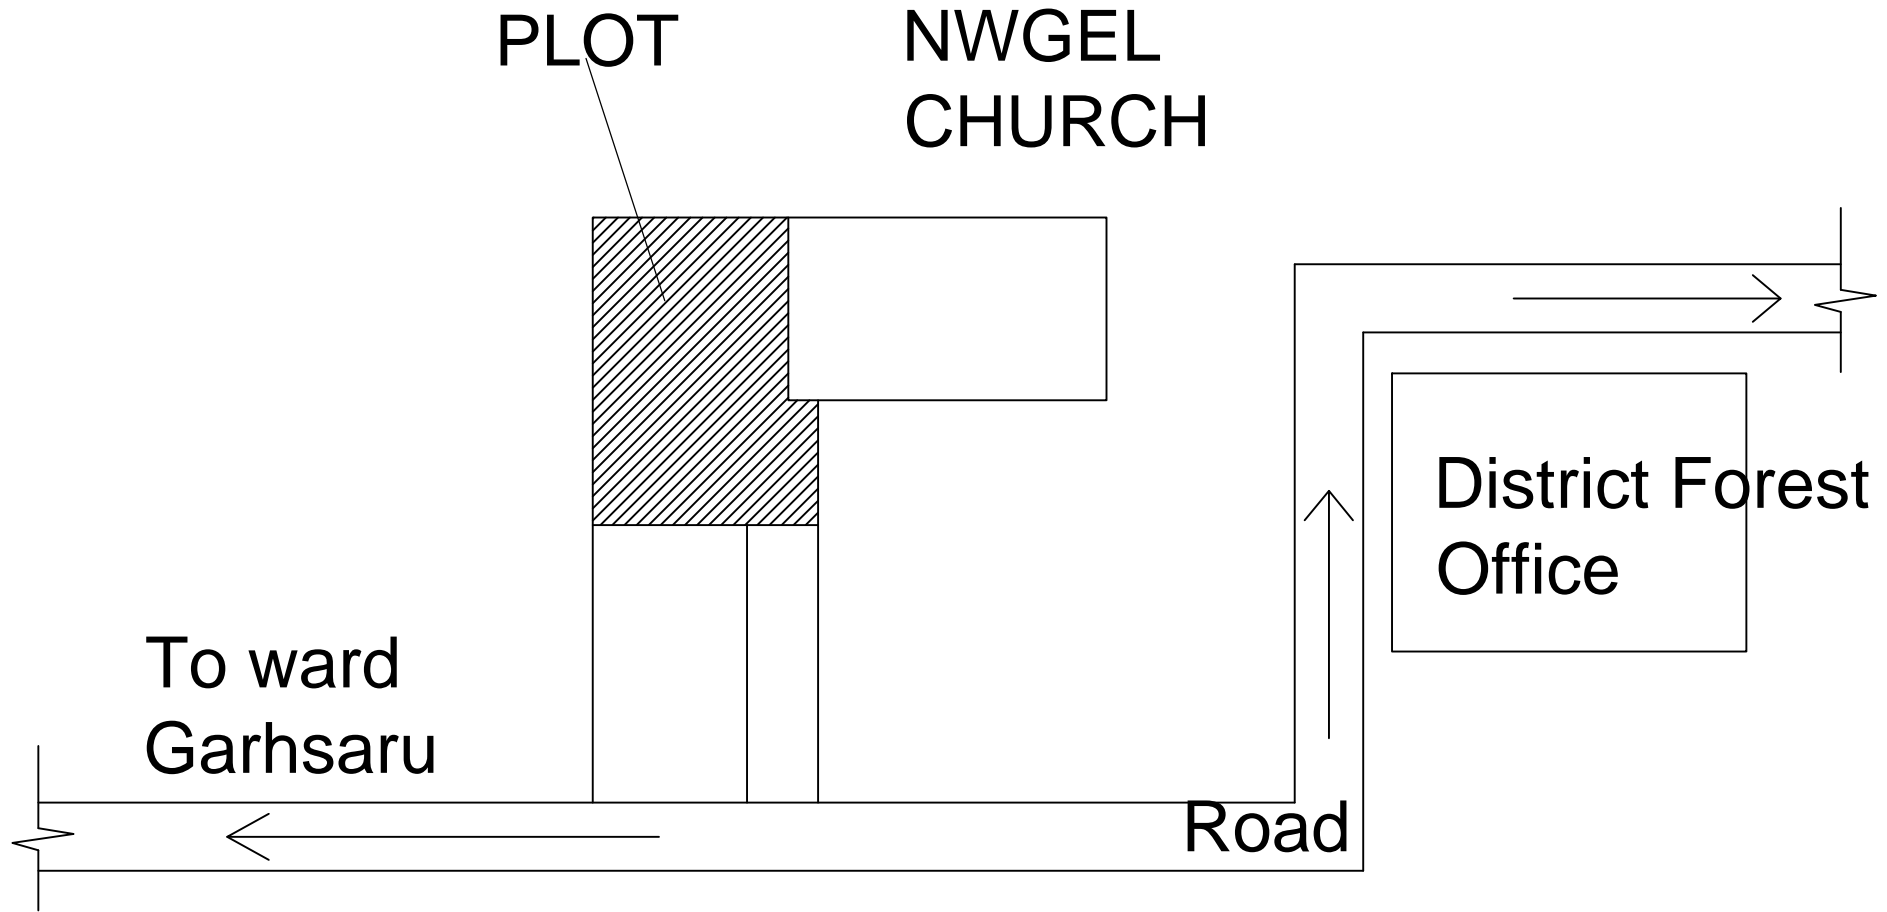 PLOT
NWGEL
CHURCH
District Forest
Office
To ward
Garhsaru
Road